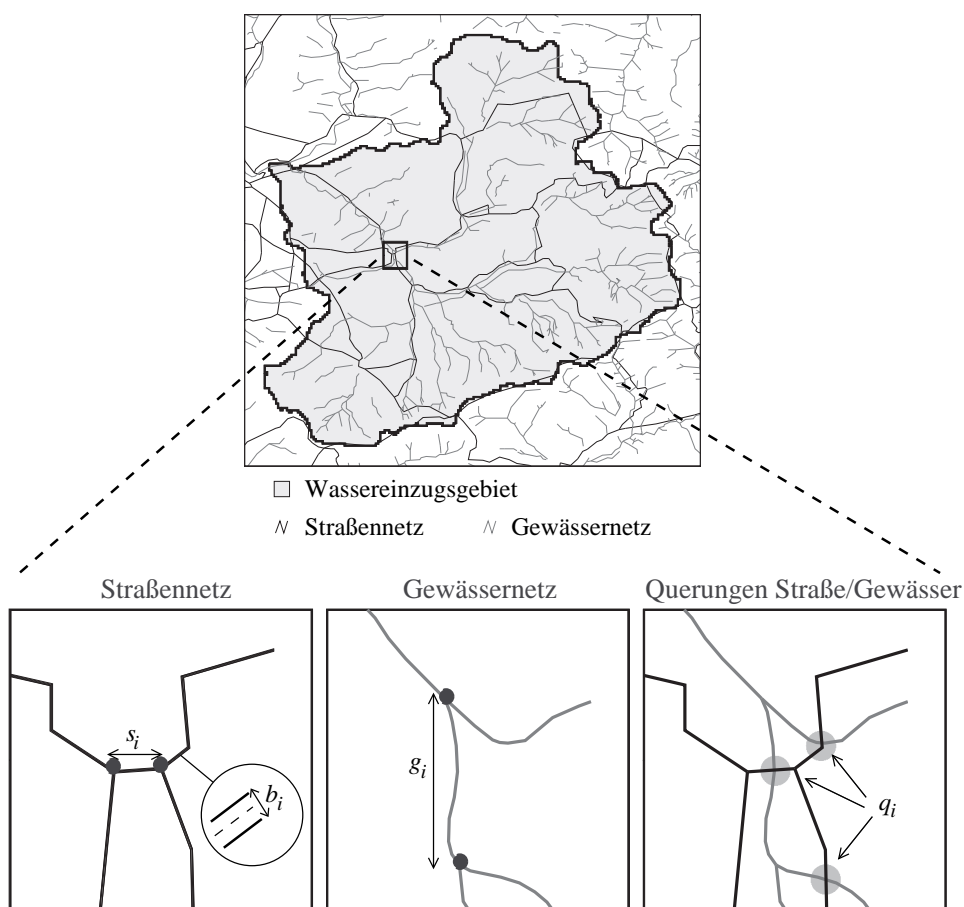 Wassereinzugsgebiet
Straßennetz Gewässernetz
Straßennetz Gewässernetz Querungen Straße/Gewässer
s_i
b_i
g_i
q_i